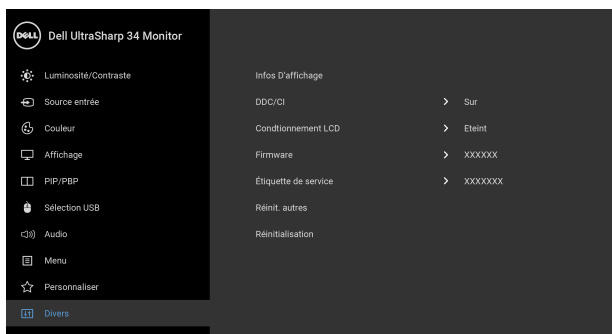 DELL Dell UltraSharp 34 Monitor
Luminosité/Contraste Infos D'affichage
Source entrée DDC/CI Sur
Couleur Condtionnement LCD Eteint
Affichage Firmware XXXXXX
PIP/PBP Étiquette de service XXXXXXX
Sélection USB Réinit. autres
Audio Réinitialisation
Menu
Personnaliser
Divers